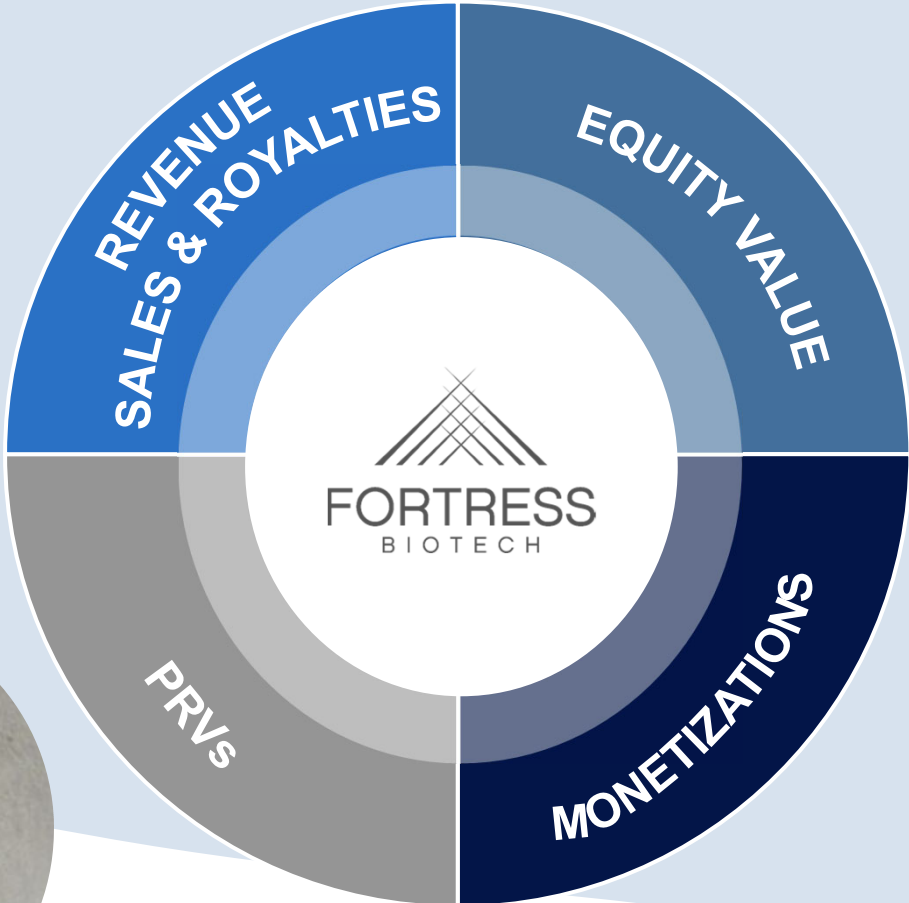 REVENUE
SALES & ROYALTIES
EQUITY VALUE
FORTRESS
BIOTECH
PRVs
MONETIZATIONS